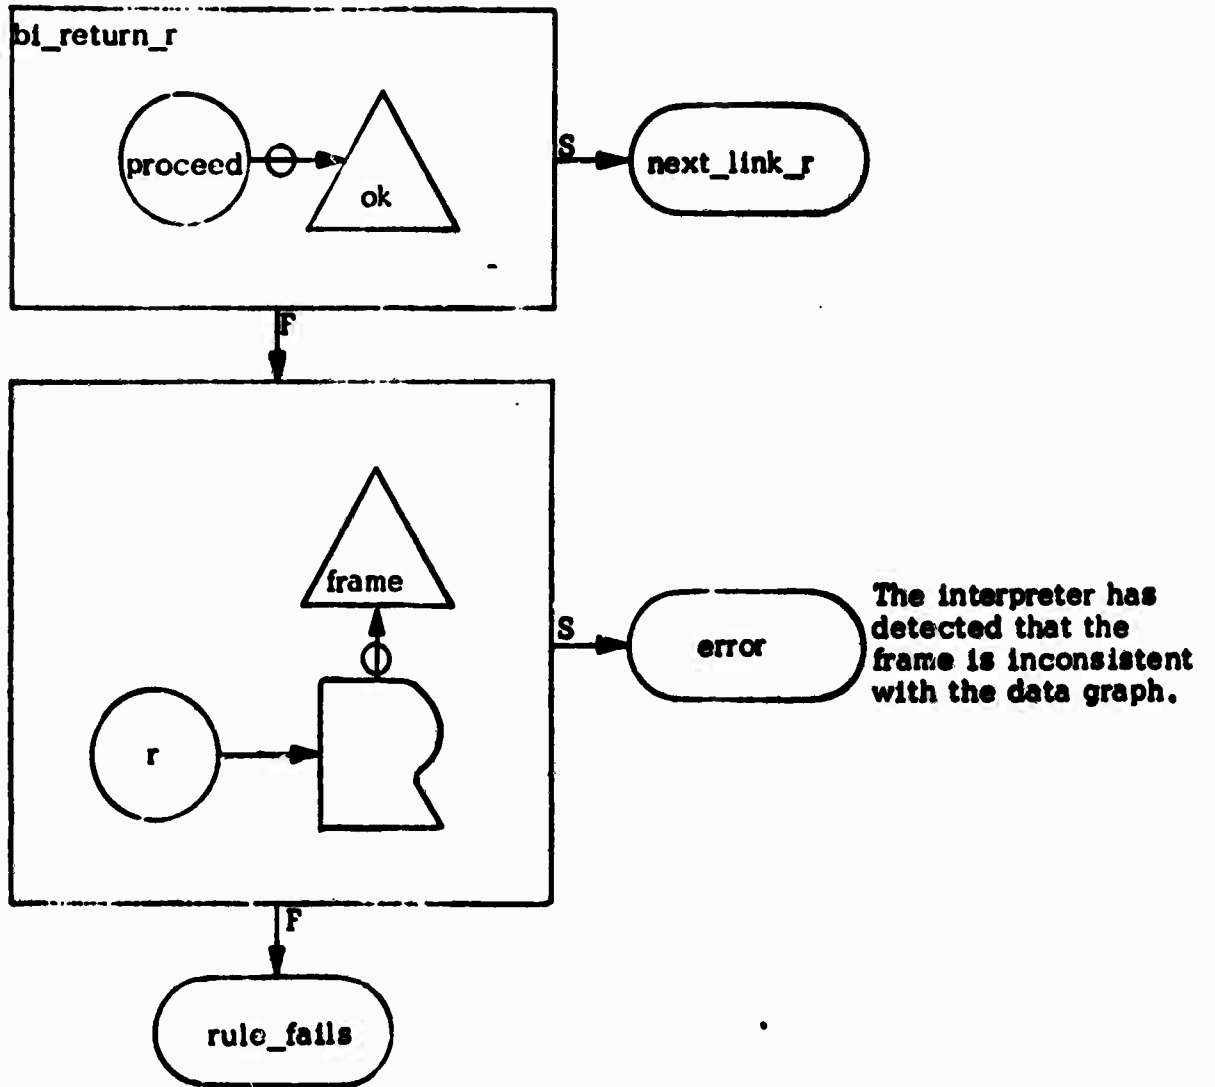 bi_return_r
proceed
ok
S
next_link_r
F
frame
S
error
The interpreter has
detected that the
frame is inconsistent
with the data graph.
r
F
rule_fails